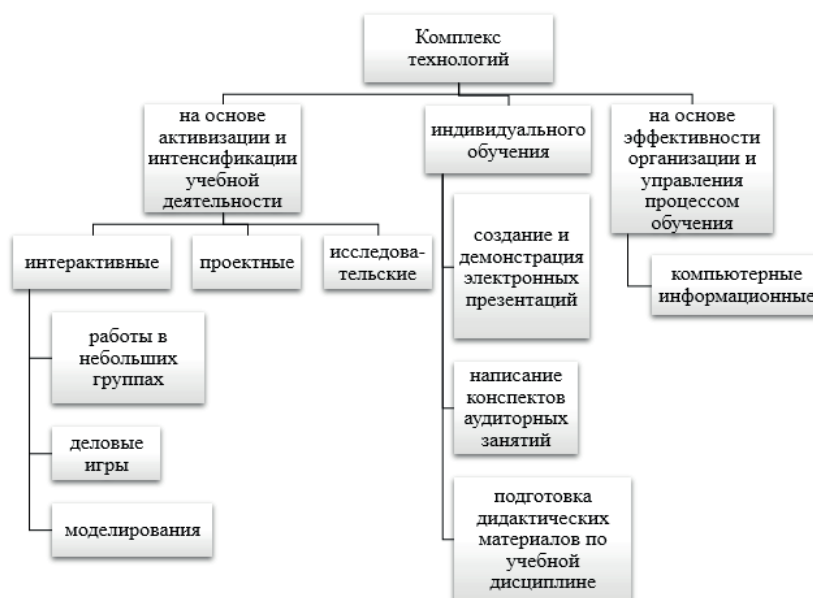 Комплекс
технологий
на основе
активизации и
интенсификации
учебной
деятельности
индивидуального
обучения
на основе
эффективности
организации и
управления
процессом
обучения
интерактивные
проектные
исследова-
тельские
создание и
демонстрация
электронных
презентаций
компьютерные
информационные
работы в
небольших
группах
написание
конспектов
аудиторных
занятий
деловые
игры
моделирования
подготовка
дидактических
материалов по
учебной
дисциплине